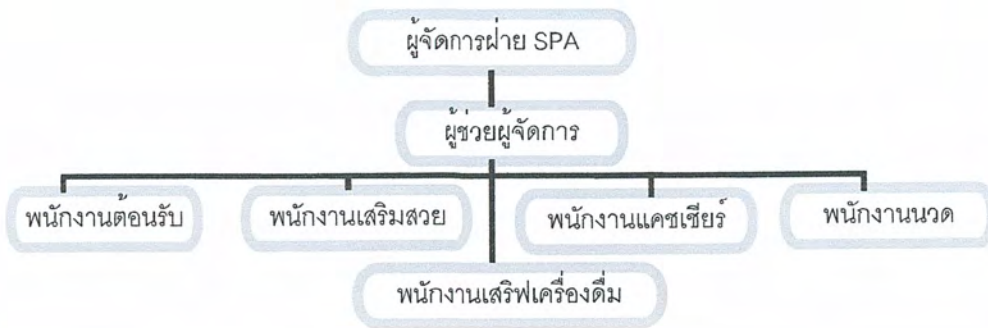 ผู้จัดการฝ่าย SPA
ผู้ช่วยผู้จัดการ
พนักงานต้อนรับ
พนักงานเสริมสวย
พนักงานแคชเชียร์
พนักงานนวด
พนักงานเสริฟเครื่องดื่ม